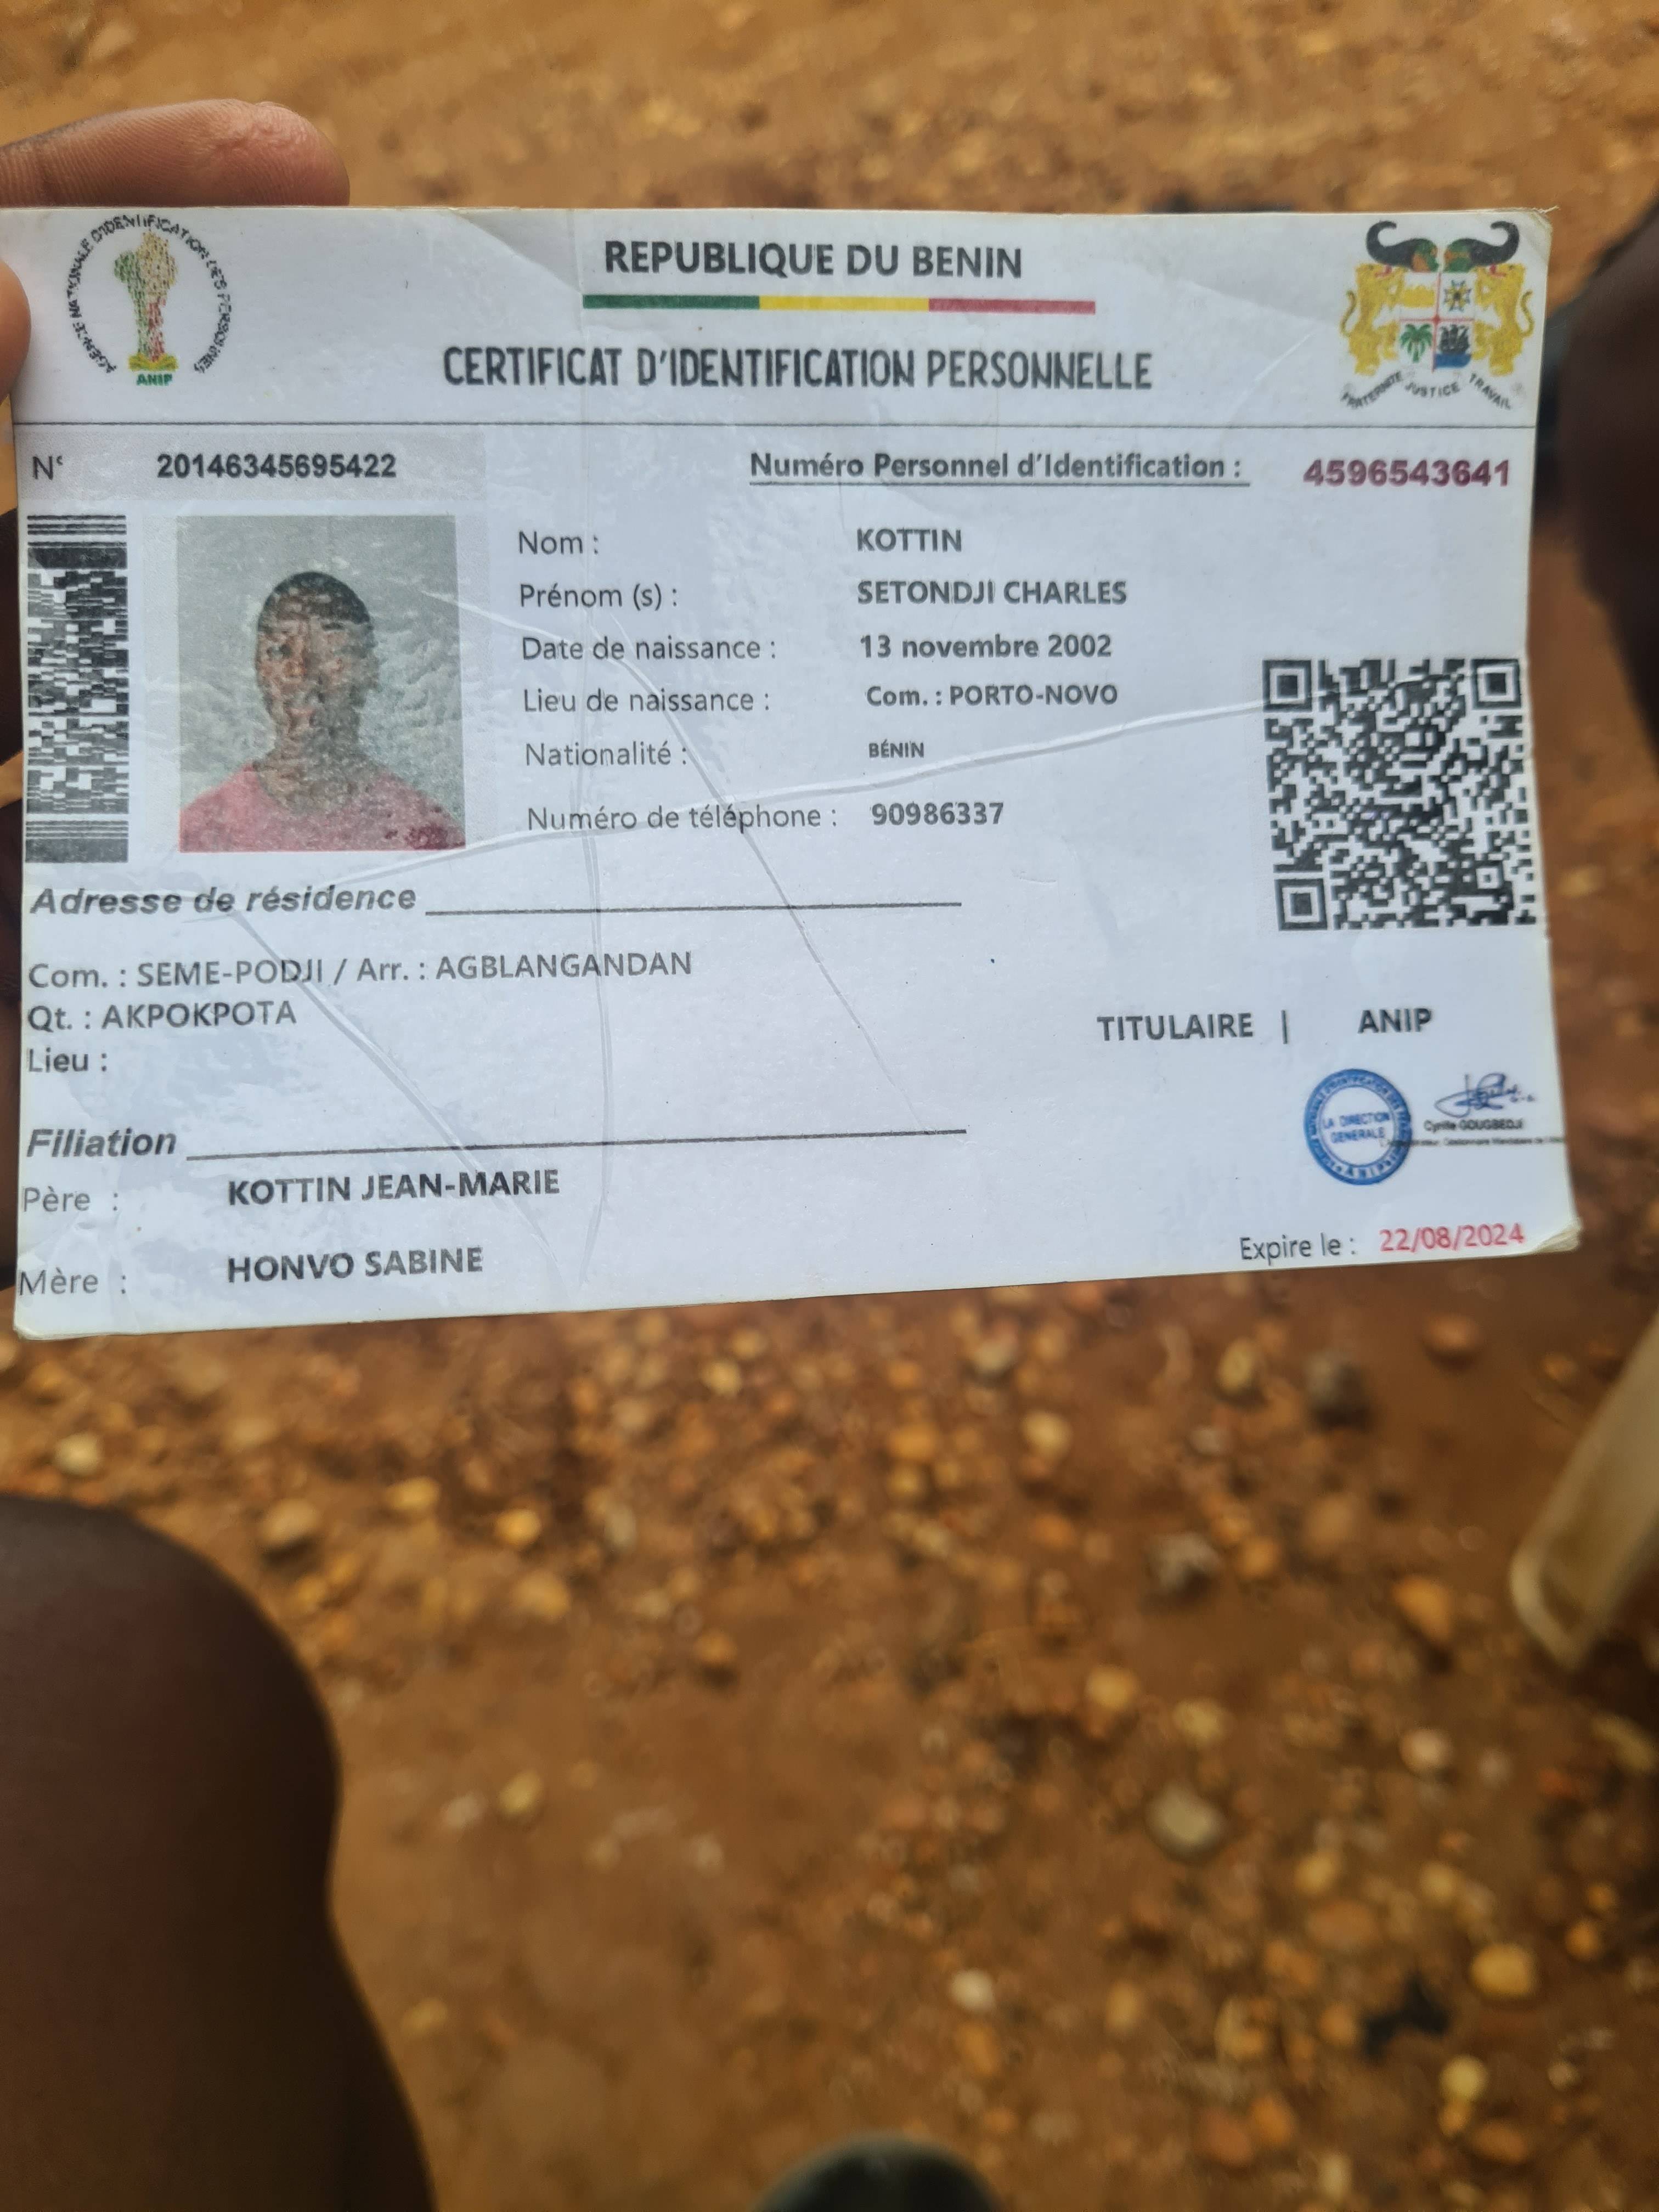 AGENCE NATIONALE D'IDENTIFICATION DES PERSONNES
ANIP
REPUBLIQUE DU BENIN
FRATERNITE JUSTICE TRAVAIL
CERTIFICAT D'IDENTIFICATION PERSONNELLE
N° 20146345695422
Numéro Personnel d'Identification : 4596543641
Nom : KOTTIN
Prénom (s) : SETONDJI CHARLES
Date de naissance : 13 novembre 2002
Lieu de naissance : Com. : PORTO-NOVO
Nationalité : BÉNIN
Numéro de téléphone : 90986337
Adresse de résidence
Com. : SEME-PODJI / Arr. : AGBLANGANDAN
Qt. : AKPOKPOTA
Lieu :
TITULAIRE | ANIP
LA DIRECTION
GENERALE
Cyrille GOUGBEDJI
Filiation
Père : KOTTIN JEAN-MARIE
Mère : HONVO SABINE
Expire le : 22/08/2024